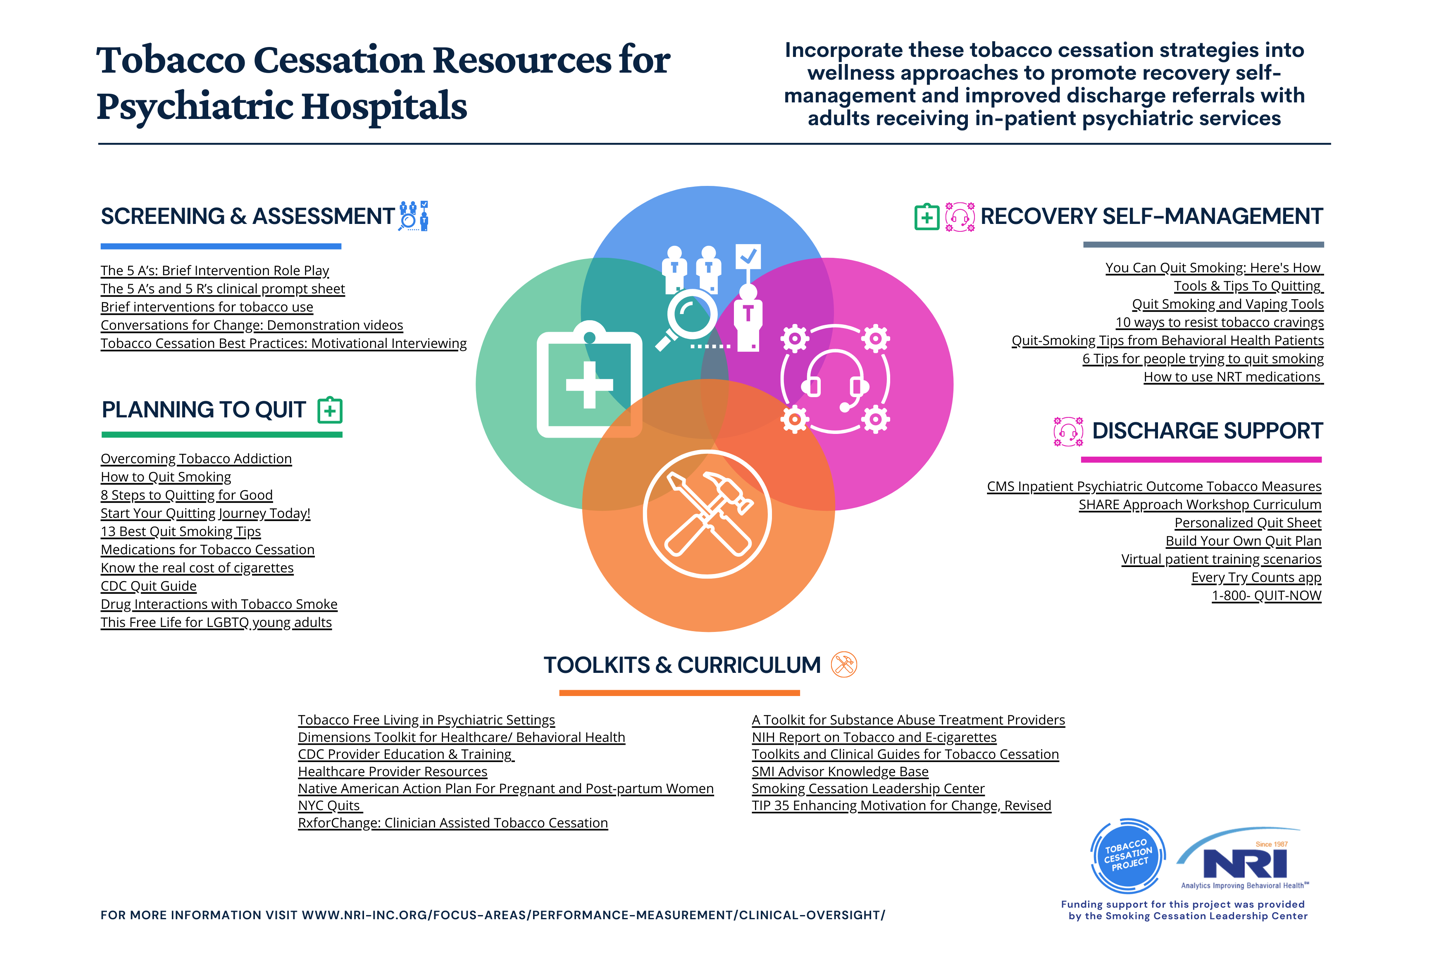 Tobacco Cessation Resources for
Psychiatric Hospitals
Incorporate these tobacco cessation strategies into
wellness approaches to promote recovery self-
management and improved discharge referrals with
adults receiving in-patient psychiatric services
SCREENING & ASSESSMENT
The 5 A’s: Brief Intervention Role Play
The 5 A’s and 5 R’s clinical prompt sheet
Brief interventions for tobacco use
Conversations for Change: Demonstration videos
Tobacco Cessation Best Practices: Motivational Interviewing
PLANNING TO QUIT
Overcoming Tobacco Addiction
How to Quit Smoking
8 Steps to Quitting for Good
Start Your Quitting Journey Today!
13 Best Quit Smoking Tips
Medications for Tobacco Cessation
Know the real cost of cigarettes
CDC Quit Guide
Drug Interactions with Tobacco Smoke
This Free Life for LGBTQ young adults
T T
T
RECOVERY SELF-MANAGEMENT
You Can Quit Smoking: Here's How
Tools & Tips To Quitting
Quit Smoking and Vaping Tools
10 ways to resist tobacco cravings
Quit-Smoking Tips from Behavioral Health Patients
6 Tips for people trying to quit smoking
How to use NRT medications
DISCHARGE SUPPORT
CMS Inpatient Psychiatric Outcome Tobacco Measures
SHARE Approach Workshop Curriculum
Personalized Quit Sheet
Build Your Own Quit Plan
Virtual patient training scenarios
Every Try Counts app
1-800- QUIT-NOW
TOOLKITS & CURRICULUM
Tobacco Free Living in Psychiatric Settings
Dimensions Toolkit for Healthcare/ Behavioral Health
CDC Provider Education & Training
Healthcare Provider Resources
Native American Action Plan For Pregnant and Post-partum Women
NYC Quits
RxforChange: Clinician Assisted Tobacco Cessation
A Toolkit for Substance Abuse Treatment Providers
NIH Report on Tobacco and E-cigarettes
Toolkits and Clinical Guides for Tobacco Cessation
SMI Advisor Knowledge Base
Smoking Cessation Leadership Center
TIP 35 Enhancing Motivation for Change, Revised
TOBACCO
CESSATION
PROJECT
Since 1987
NRI
Analytics Improving Behavioral Health℠
Funding support for this project was provided
by the Smoking Cessation Leadership Center
FOR MORE INFORMATION VISIT WWW.NRI-INC.ORG/FOCUS-AREAS/PERFORMANCE-MEASUREMENT/CLINICAL-OVERSIGHT/